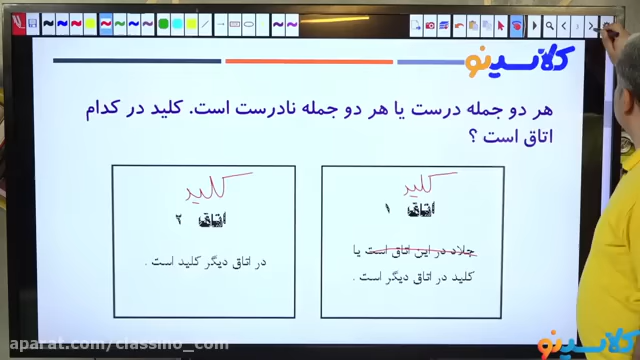 کلاسینو
هر دو جمله درست یا هر دو جمله نادرست است. کلید در کدام
اتاق است ؟
کلید
اتاق ۱
جلاد در این اتاق است یا
کلید در اتاق دیگر است .
کلید
اتاق ۲
در اتاق دیگر کلید است .
aparat.com/classino_com
کلاسینو